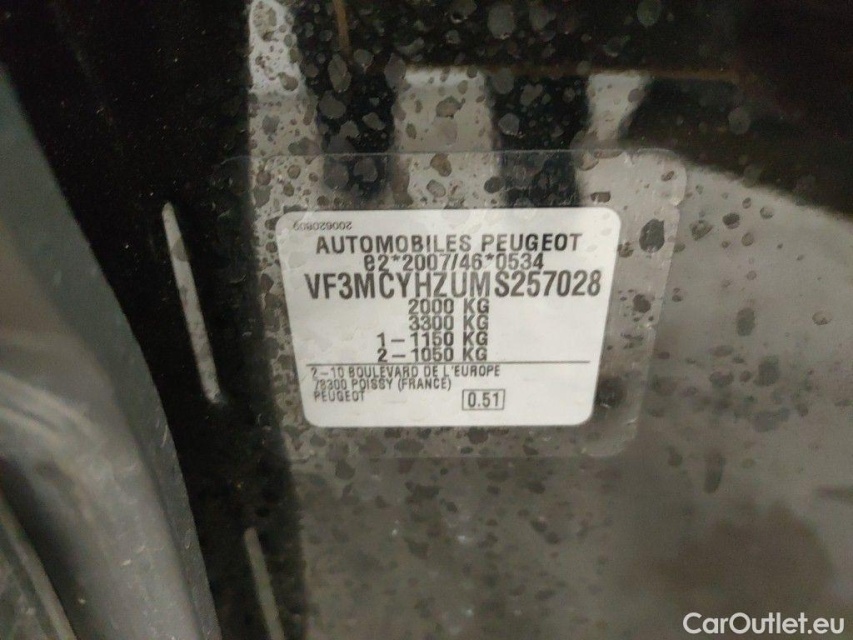 200620809
AUTOMOBILES PEUGEOT
e2*2007/46*0534
VF3MCYHZUMS257028
2000 KG
3300 KG
1-1150 KG
2-1050 KG
2-10 BOULEVARD DE L'EUROPE
78300 POISSY (FRANCE)
PEUGEOT
0.51
CarOutlet.eu